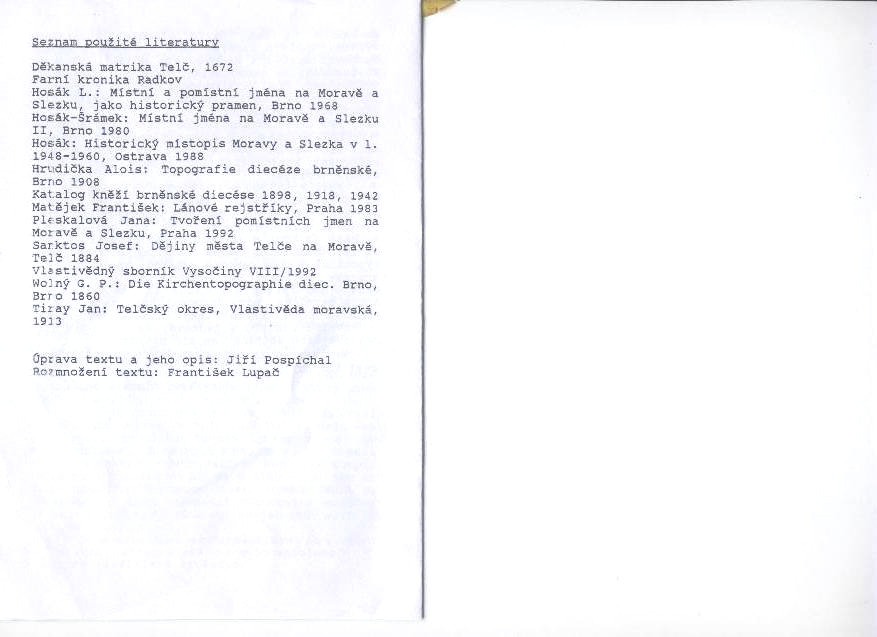 Seznam použité literatury
Děkanská matrika Telč, 1672
Farní kronika Radkov
Hosák L.: Místní a pomístní jména na Moravě a
Slezku, jako historický pramen, Brno 1968
Hosák-Šrámek: Místní jména na Moravě a Slezku
II, Brno 1980
Hosák: Historický místopis Moravy a Slezka v l.
1948-1960, Ostrava 1988
Hrudička Alois: Topografie diecéze brněnské,
Brno 1908
Katalog kněží brněnské diecése 1898, 1918, 1942
Matějek František: Lánové rejstříky, Praha 1983
Pleskalová Jana: Tvoření pomístních jmen na
Moravě a Slezku, Praha 1992
Sarktos Josef: Dějiny města Telče na Moravě,
Telč 1884
Vlastivědný sborník Vysočiny VIII/1992
Wolný G. P.: Die Kirchentopographie diec. Brno,
Brro 1860
Tiray Jan: Telčský okres, Vlastivěda moravská,
1913
Úprava textu a jeho opis: Jiří Pospíchal
Rozmnožení textu: František Lupač